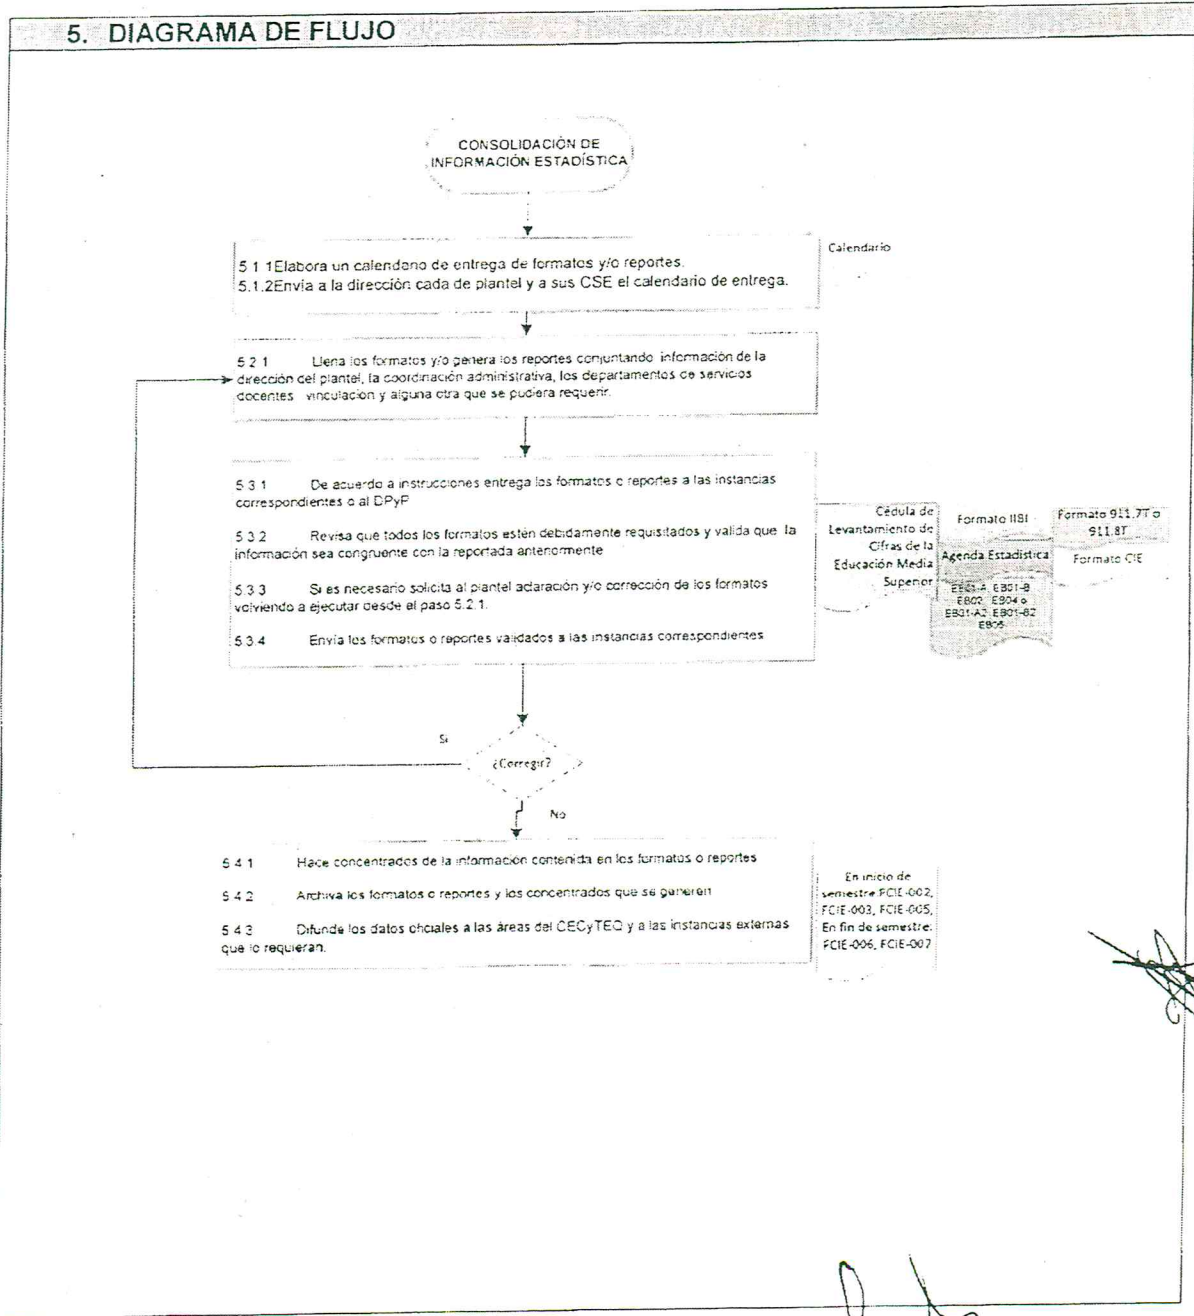 5. DIAGRAMA DE FLUJO
CONSOLIDACIÓN DE
INFORMACIÓN ESTADÍSTICA
5.1.1Elabora un calendario de entrega de formatos y/o reportes.
5.1.2Envía a la dirección cada de plantel y a sus CSE el calendario de entrega.
Calendario
5.2.1 Llena los formatos y/o genera los reportes conjuntando información de la
dirección del plantel, la coordinación administrativa, los departamentos de servicios
docentes vinculación y alguna otra que se pudiera requerir.
5.3.1 De acuerdo a instrucciones entrega los formatos o reportes a las instancias
correspondientes o al DPyP
5.3.2 Revisa que todos los formatos estén debidamente requisitados y valida que la
información sea congruente con la reportada anteriormente
5.3.3 Si es necesario solicita al plantel aclaración y/o corrección de los formatos
volviendo a ejecutar desde el paso 5.2.1.
5.3.4 Envía los formatos o reportes validados a las instancias correspondientes
Cédula de
Levantamiento de
Cifras de la
Educación Media
Superior
Formato IIBI
Agenda Estadística
EB01-A, EB01-B
EB02, EB04 o
EB01-A2, EB01-B2
EB05
Formato 911.7T o
911.8T
Formato CIE
Si
¿Corregir?
No
5.4.1 Hace concentrados de la información contenida en los formatos o reportes
5.4.2 Archiva los formatos o reportes y los concentrados que se generen
5.4.3 Difunde los datos oficiales a las áreas del CECyTEQ y a las instancias externas
que lo requieran.
En inicio de
semestre FCIE-002,
FCIE-003, FCIE-005,
En fin de semestre:
FCIE-006, FCIE-007